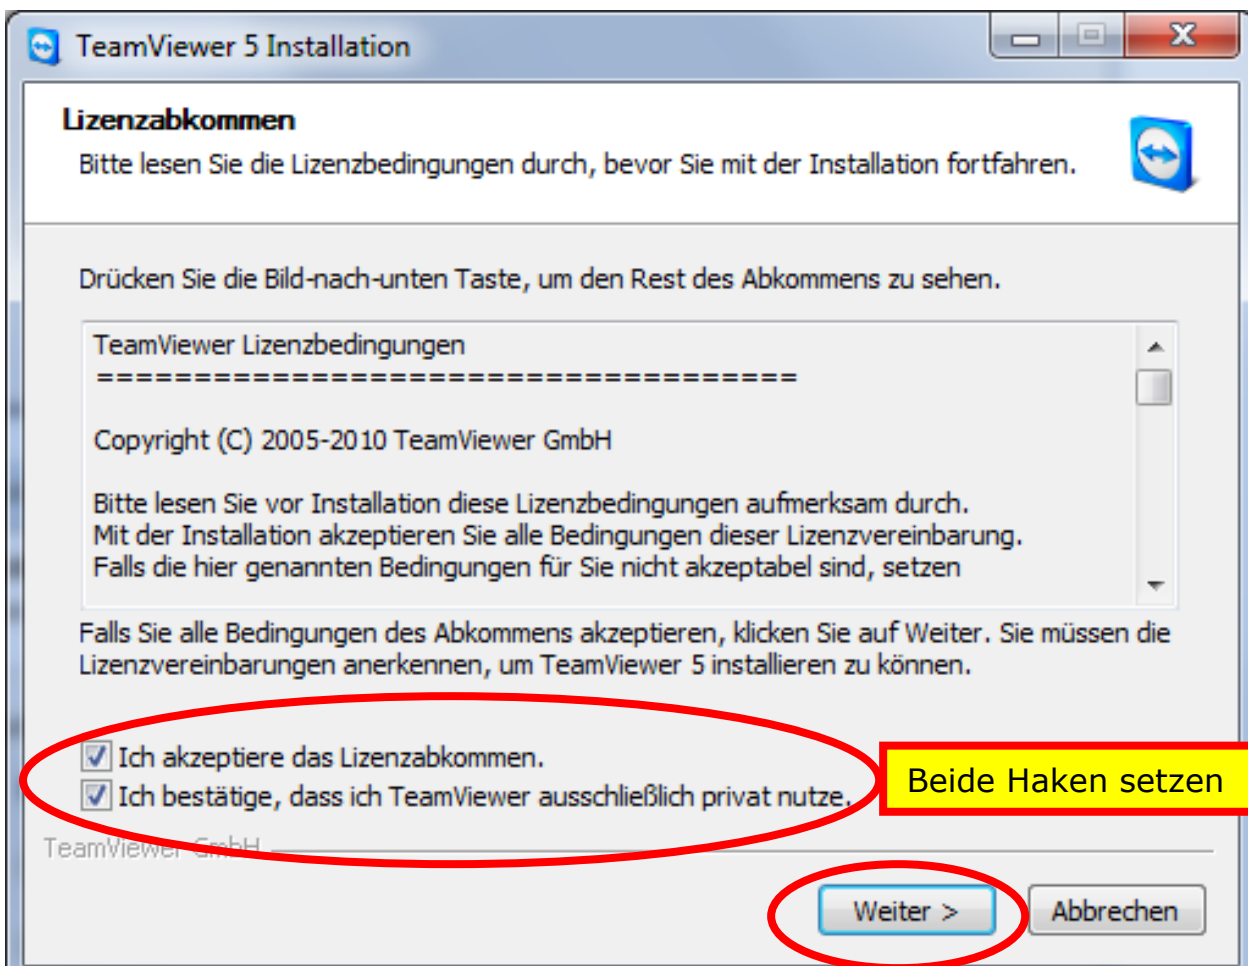 TeamViewer 5 Installation
Lizenzabkommen
Bitte lesen Sie die Lizenzbedingungen durch, bevor Sie mit der Installation fortfahren.
Drücken Sie die Bild-nach-unten Taste, um den Rest des Abkommens zu sehen.
TeamViewer Lizenzbedingungen
====================================
Copyright (C) 2005-2010 TeamViewer GmbH
Bitte lesen Sie vor Installation diese Lizenzbedingungen aufmerksam durch.
Mit der Installation akzeptieren Sie alle Bedingungen dieser Lizenzvereinbarung.
Falls die hier genannten Bedingungen für Sie nicht akzeptabel sind, setzen
Falls Sie alle Bedingungen des Abkommens akzeptieren, klicken Sie auf Weiter. Sie müssen die
Lizenzvereinbarungen anerkennen, um TeamViewer 5 installieren zu können.
Ich akzeptiere das Lizenzabkommen.
Ich bestätige, dass ich TeamViewer ausschließlich privat nutze.
Beide Haken setzen
TeamViewer GmbH
Weiter >
Abbrechen